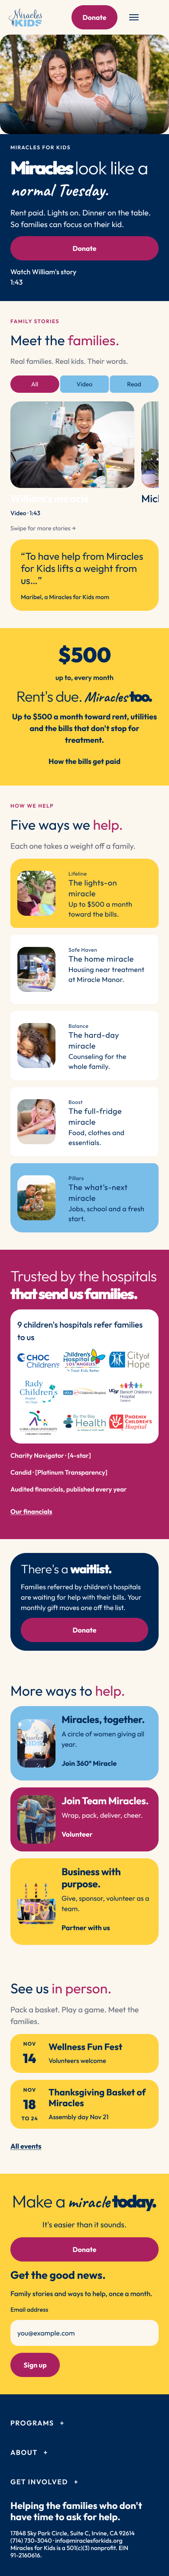 Miracles for KIDS
Donate
MIRACLES FOR KIDS
Miracles look like a
normal Tuesday.
Rent paid. Lights on. Dinner on the table.
So families can focus on their kid.
Donate
Watch William's story
1:43
FAMILY STORIES
Meet the families.
Real families. Real kids. Their words.
All
Video
Read
Video · 1:43
Swipe for more stories →
“To have help from Miracles
for Kids lifts a weight from
us…”
Maribel, a Miracles for Kids mom
$500
up to, every month
Rent's due. Miracles too.
Up to $500 a month toward rent, utilities
and the bills that don't stop for
treatment.
How the bills get paid
HOW WE HELP
Five ways we help.
Each one takes a weight off a family.
Lifeline
The lights-on
miracle
Up to $500 a month
toward the bills.
Safe Haven
The home miracle
Housing near treatment
at Miracle Manor.
Balance
The hard-day
miracle
Counseling for the
whole family.
Boost
The full-fridge
miracle
Food, clothes and
essentials.
Pillars
The what's-next
miracle
Jobs, school and a fresh
start.
Trusted by the hospitals
that send us families.
9 children's hospitals refer families
to us
CHOC
Children's
Children's
Hospital
LOS ANGELES
City of
Hope
Rady
Children's
By the Bay
Health
PHOENIX
CHILDREN'S
Hospital
Charity Navigator · [4-star]
Candid · [Platinum Transparency]
Audited financials, published every year
Our financials
There's a waitlist.
Families referred by children's hospitals
are waiting for help with their bills. Your
monthly gift moves one off the list.
Donate
More ways to help.
Miracles, together.
A circle of women giving all
year.
Join 360° Miracle
Join Team Miracles.
Wrap, pack, deliver, cheer.
Volunteer
Business with
purpose.
Give, sponsor, volunteer as a
team.
Partner with us
See us in person.
Pack a basket. Play a game. Meet the
families.
NOV
14
Wellness Fun Fest
Volunteers welcome
NOV
18
TO 24
Thanksgiving Basket of
Miracles
Assembly day Nov 21
All events
Make a miracle today.
It's easier than it sounds.
Donate
Get the good news.
Family stories and ways to help, once a month.
Email address
you@example.com
Sign up
PROGRAMS +
ABOUT +
GET INVOLVED +
Helping the families who don't
have time to ask for help.
17848 Sky Park Circle, Suite C, Irvine, CA 92614
(714) 730-3040 · info@miraclesforkids.org
Miracles for Kids is a 501(c)(3) nonprofit. EIN
91-2160616.